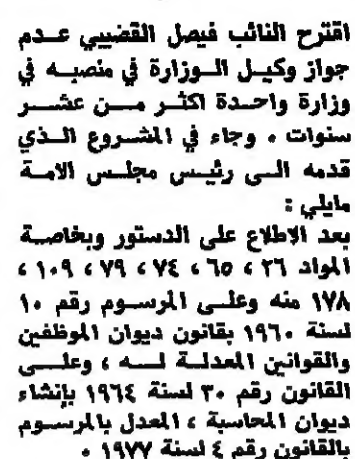 اقترح النائب فيصل القضيبي عدم
جواز وكيل الوزارة في منصبه في
وزارة واحدة اكثر من عشر
سنوات . وجاء في المشروع الذي
قدمه الى رئيس مجلس الامة
مايلي :
بعد الإطلاع على الدستور وبخاصة
المواد ٢٦ ، ٦٥ ، ٧٤ ، ٧٩ ، ١٠٩ ،
١٧٨ منه وعلى المرسوم رقم ١٠
لسنة ١٩٦٠ بقانون ديوان الموظفين
والقوانين المعدلة له ، وعلى
القانون رقم ٣٠ لسنة ١٩٦٤ بإنشاء
ديوان المحاسبة ، المعدل بالمرسوم
بالقانون رقم ٤ لسنة ١٩٧٧ .